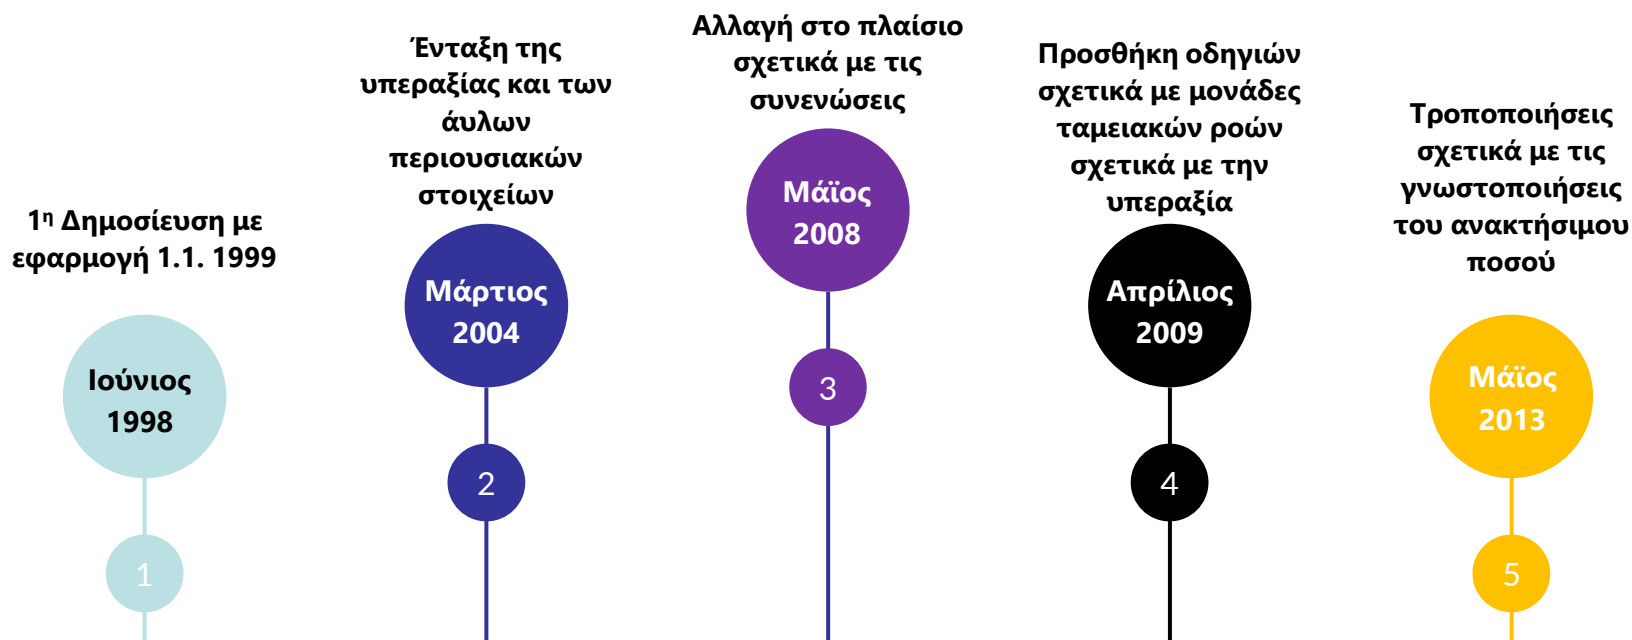 1η Δημοσίευση με
εφαρμογή 1.1. 1999
Ιούνιος
1998
1
Ένταξη της
υπεραξίας και των
άυλων
περιουσιακών
στοιχείων
Μάρτιος
2004
2
Αλλαγή στο πλαίσιο
σχετικά με τις
συνενώσεις
Μάϊος
2008
3
Προσθήκη οδηγιών
σχετικά με μονάδες
ταμειακών ροών
σχετικά με την
υπεραξία
Απρίλιος
2009
4
Τροποποιήσεις
σχετικά με τις
γνωστοποιήσεις
του ανακτήσιμου
ποσού
Μάϊος
2013
5